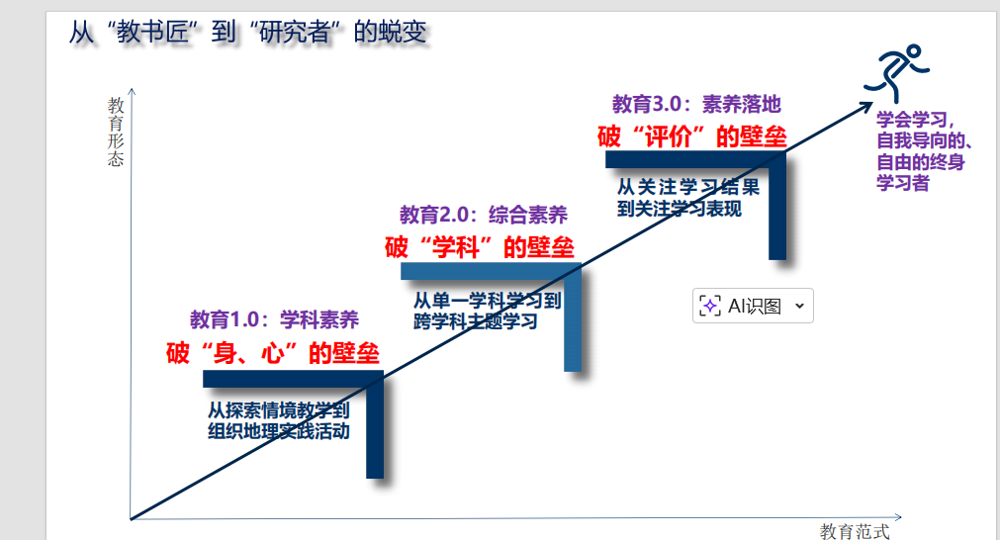 从“教书匠”到“研究者”的蜕变
教育形态
教育3.0：素养落地
破“评价”的壁垒
从关注学习结果
到关注学习表现
学会学习，
自我导向的、
自由的终身
学习者
教育2.0：综合素养
破“学科”的壁垒
从单一学科学习到
跨学科主题学习
AI识图
教育1.0：学科素养
破“身、心”的壁垒
从探索情境教学到
组织地理实践活动
教育范式